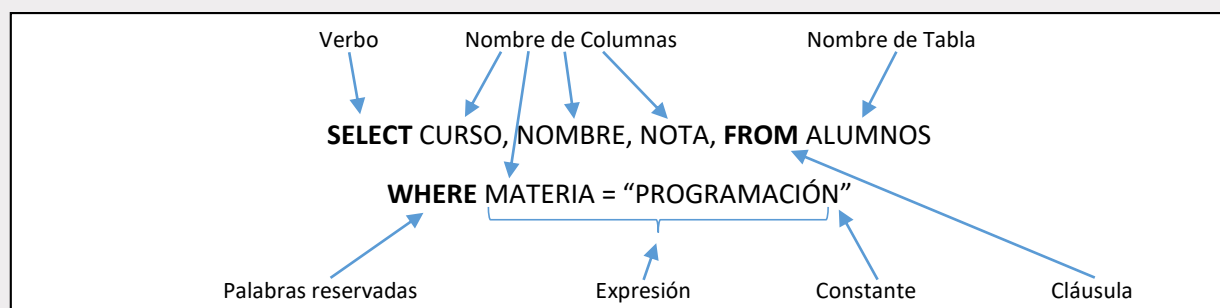 Verbo Nombre de Columnas Nombre de Tabla
SELECT CURSO, NOMBRE, NOTA, FROM ALUMNOS
WHERE MATERIA = “PROGRAMACIÓN”
Palabras reservadas Expresión Constante Cláusula